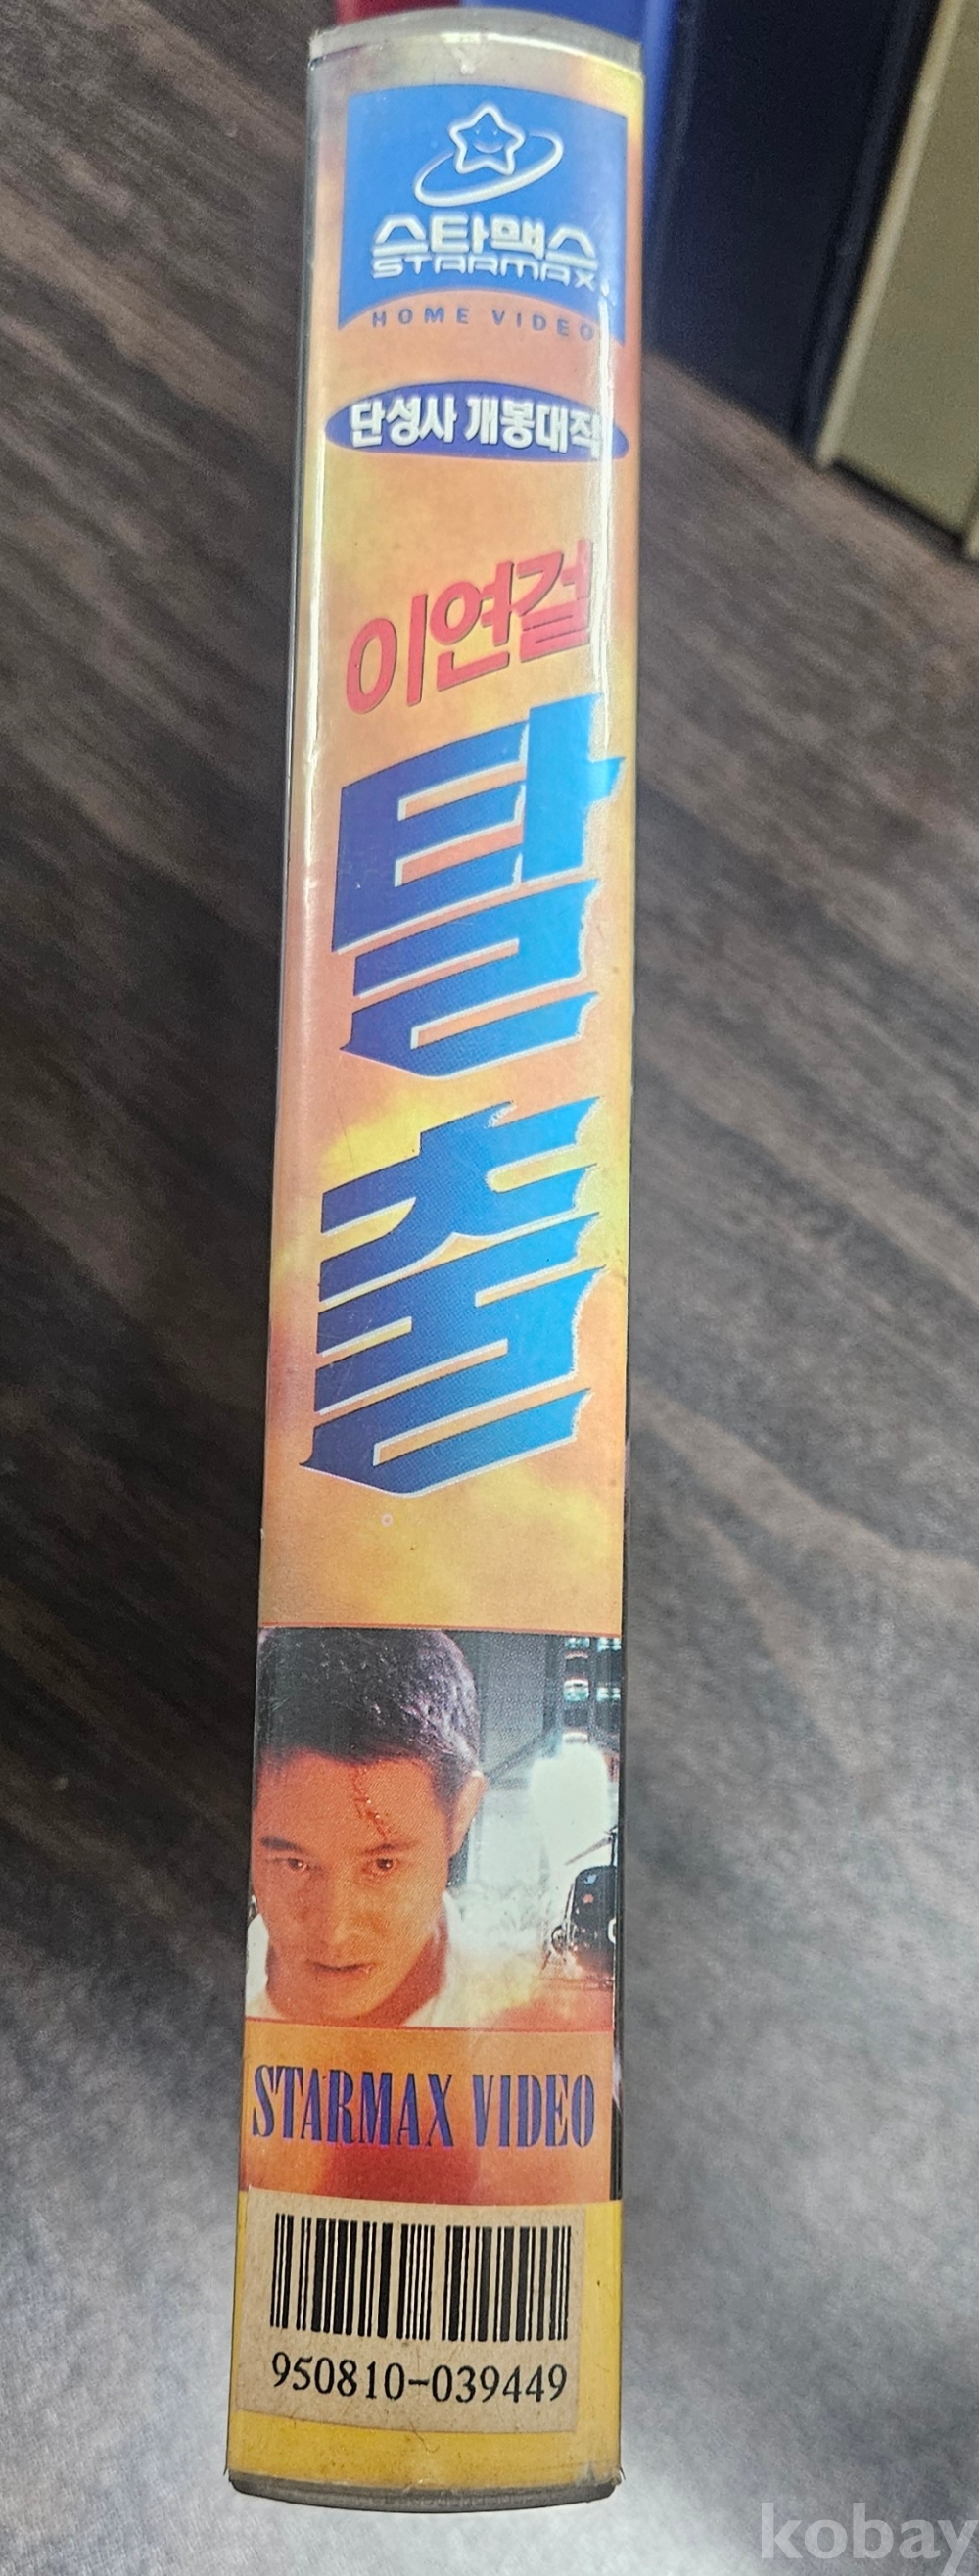 스타맥스
STARMAX
HOME VIDEO
단성사 개봉대작
이연걸
탈출
STARMAX VIDEO
950810-039449
kobay